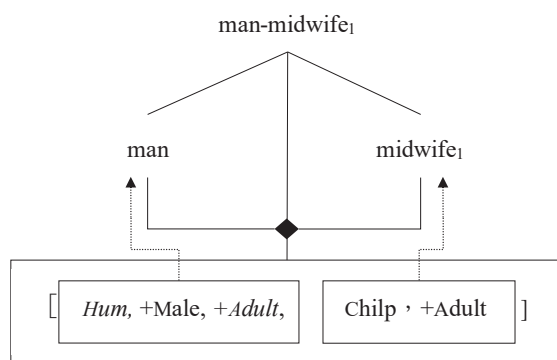 man-midwife₁
man midwife₁
[ Hum, +Male, +Adult, Chilp，+Adult ]